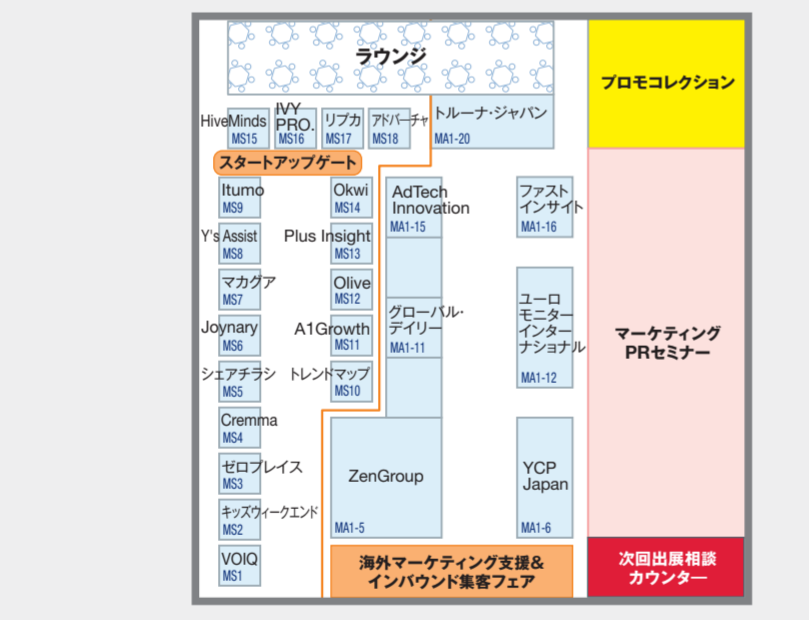 ラウンジ
プロモコレクション
HiveMinds
MS15
IVY
PRO.
MS16
リプカ
MS17
アドバーチャ
MS18
トルーナ・ジャパン
MA1-20
スタートアップゲート
Itumo
MS9
Okwi
MS14
AdTech
Innovation
MA1-15
ファスト
インサイト
MA1-16
Y's Assist
MS8
Plus Insight
MS13
マカグア
MS7
Olive
MS12
グローバル・
デイリー
MA1-11
ユーロ
モニター
インター
ナショナル
MA1-12
マーケティング
PRセミナー
Joynary
MS6
A1Growth
MS11
シェアチラシ
MS5
トレンドマップ
MS10
Cremma
MS4
ゼロプレイス
MS3
ZenGroup
MA1-5
YCP
Japan
MA1-6
キッズウィークエンド
MS2
VOIQ
MS1
海外マーケティング支援&
インバウンド集客フェア
次回出展相談
カウンター